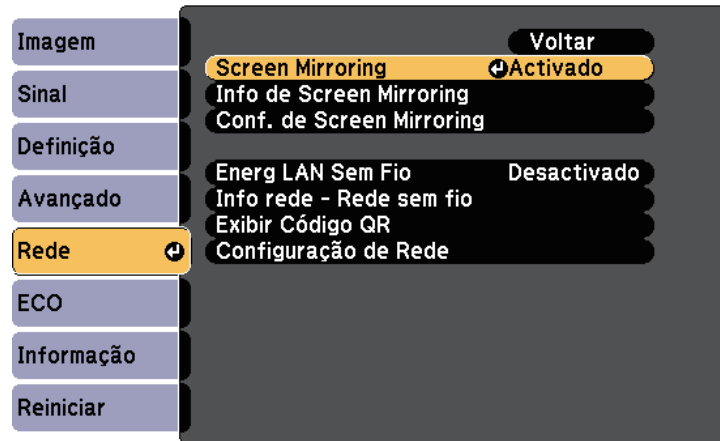 Imagem
Sinal
Definição
Avançado
Rede
ECO
Informação
Reiniciar
Voltar
Screen Mirroring Activado
Info de Screen Mirroring
Conf. de Screen Mirroring
Energ LAN Sem Fio Desactivado
Info rede - Rede sem fio
Exibir Código QR
Configuração de Rede